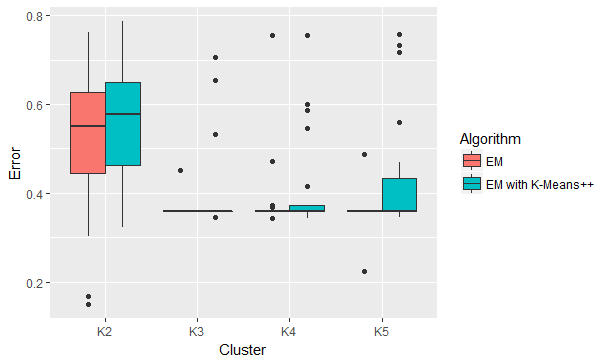 0.8
0.6
0.4
0.2
Error
K2
K3
K4
K5
Cluster
Algorithm
EM
EM with K-Means++